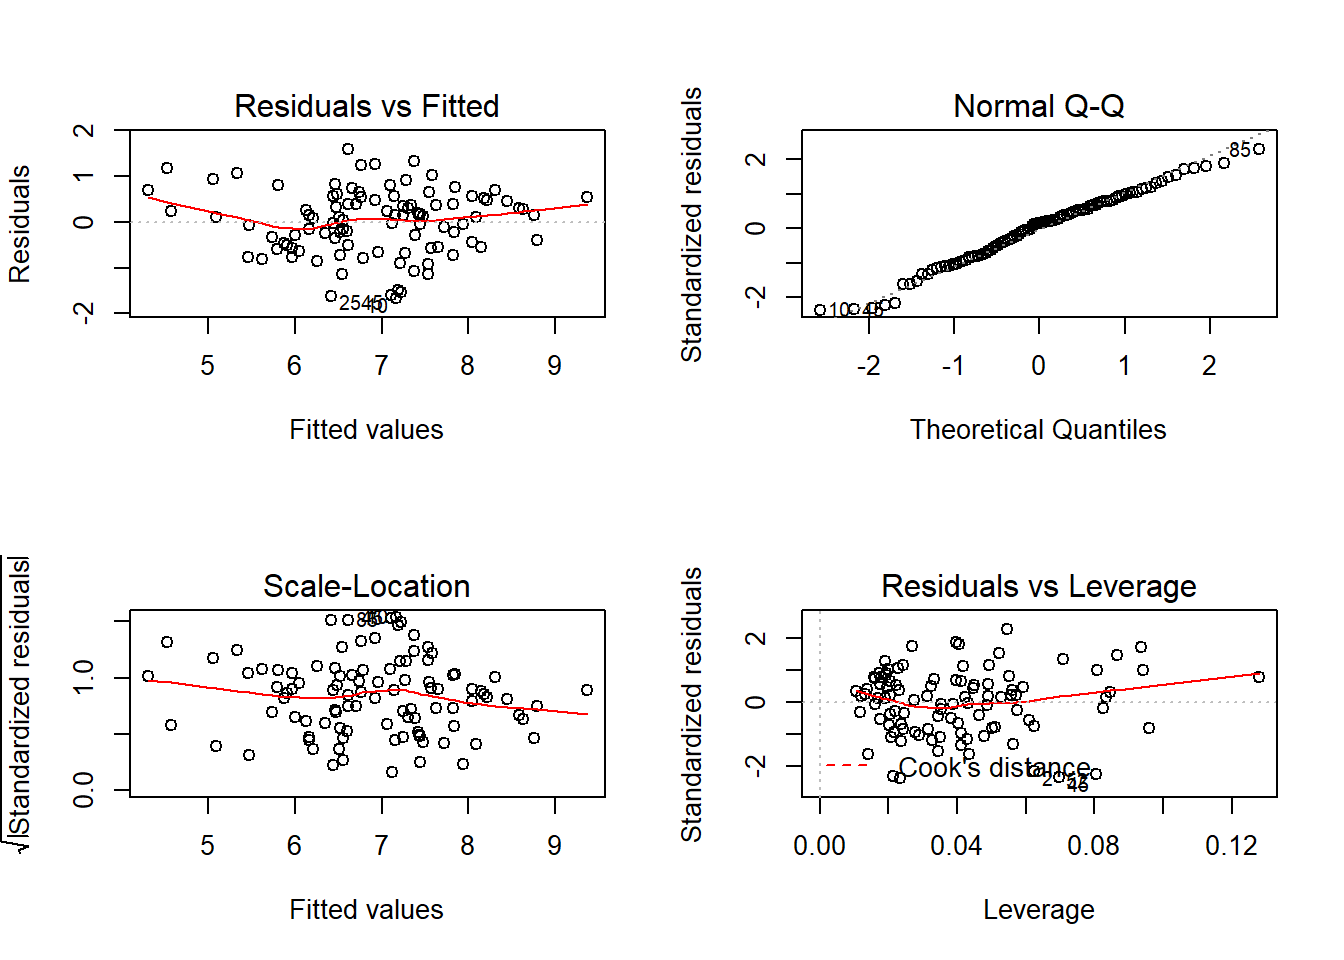 Residuals vs Fitted
Residuals
2
1
0
-2
5 6 7 8 9
Fitted values
Normal Q-Q
Standardized residuals
2
0
-2
85
-2 -1 0 1 2
Theoretical Quantiles
Scale-Location
√|Standardized residuals|
1.0
0.0
5 6 7 8 9
Fitted values
Residuals vs Leverage
Standardized residuals
2
0
-2
Cook's distance
0.00 0.04 0.08 0.12
Leverage